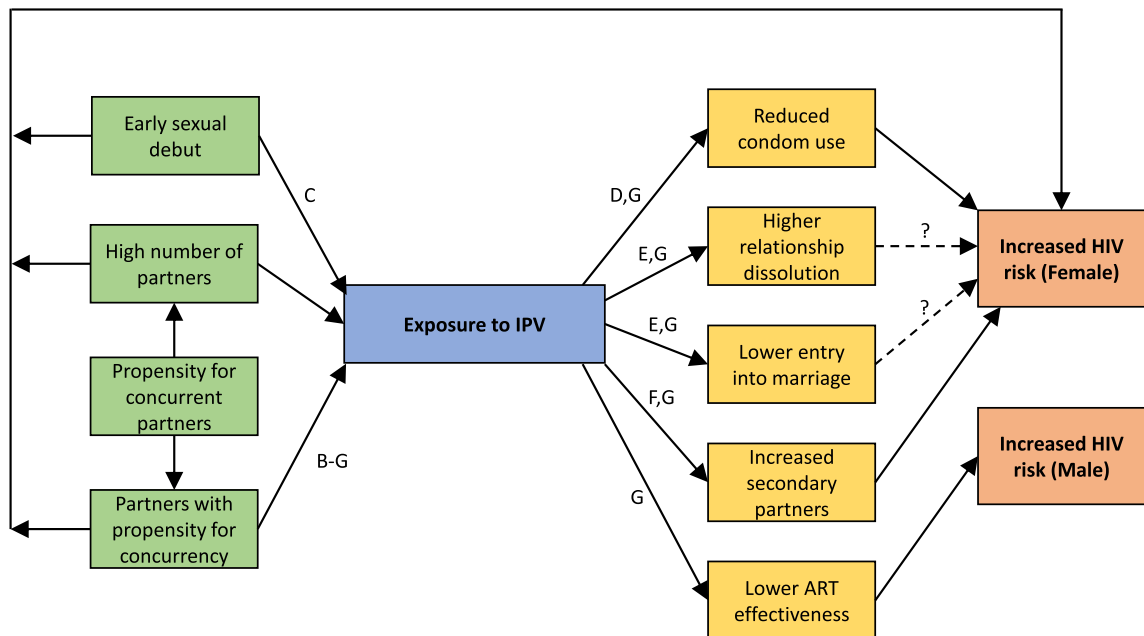 Early sexual
debut
High number of
partners
Propensity for
concurrent
partners
Partners with
propensity for
concurrency
C
B-G
Exposure to IPV
D,G
E,G
E,G
F,G
G
Reduced
condom use
Higher
relationship
dissolution
Lower entry
into marriage
Increased
secondary
partners
Lower ART
effectiveness
?
?
Increased HIV
risk (Female)
Increased HIV
risk (Male)